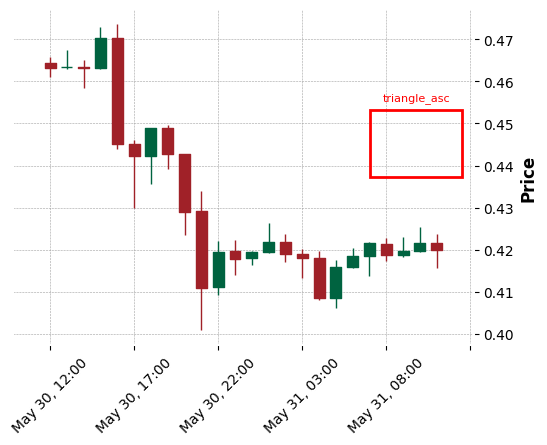 0.47
0.46
triangle_asc
0.45
0.44
Price
0.43
0.42
0.41
0.40
May 30, 12:00
May 30, 17:00
May 30, 22:00
May 31, 03:00
May 31, 08:00